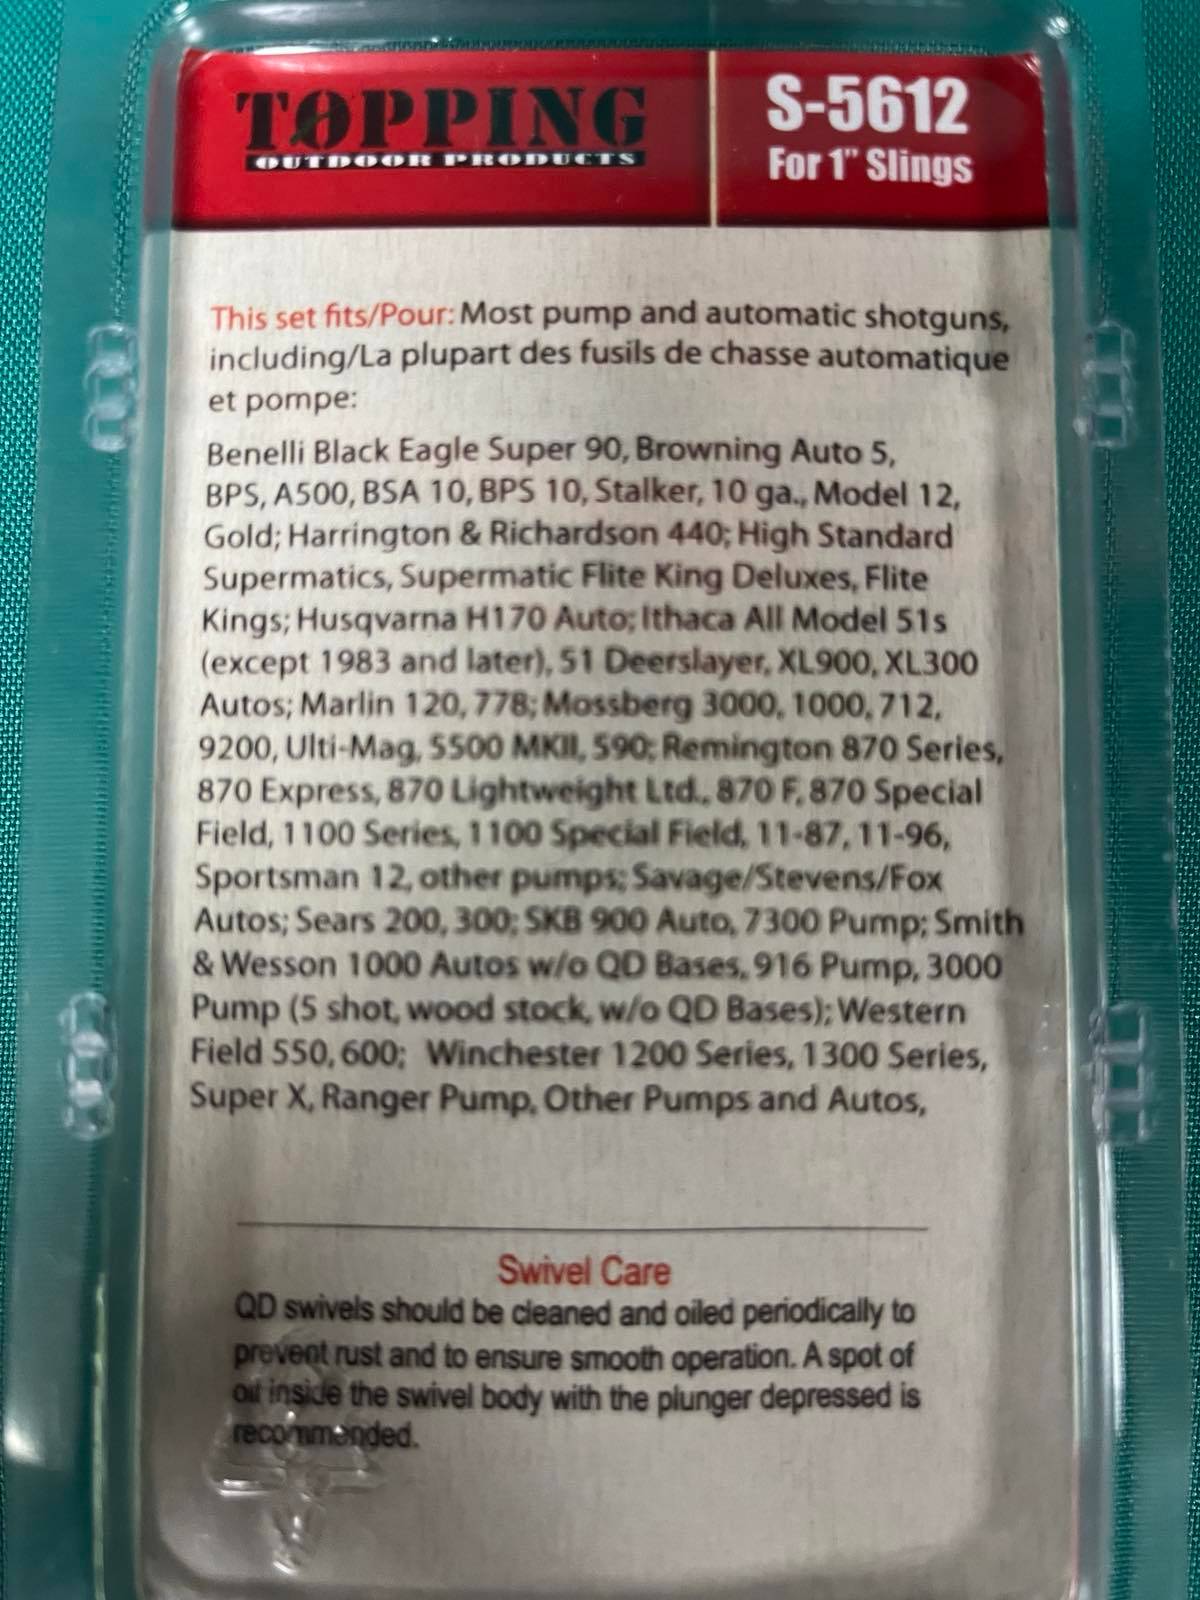 TOPPING
OUTDOOR PRODUCTS
S-5612
For 1" Slings
This set fits/Pour: Most pump and automatic shotguns,
including/La plupart des fusils de chasse automatique
et pompe:
Benelli Black Eagle Super 90, Browning Auto 5,
BPS, A500, BSA 10, BPS 10, Stalker, 10 ga., Model 12,
Gold; Harrington & Richardson 440; High Standard
Supermatics, Supermatic Flite King Deluxes, Flite
Kings; Husqvarna H170 Auto; Ithaca All Model 51s
(except 1983 and later), 51 Deerslayer, XL900, XL300
Autos; Marlin 120, 778; Mossberg 3000, 1000, 712,
9200, Ulti-Mag, 5500 MKII, 590; Remington 870 Series,
870 Express, 870 Lightweight Ltd., 870 F, 870 Special
Field, 1100 Series, 1100 Special Field, 11-87, 11-96,
Sportsman 12, other pumps; Savage/Stevens/Fox
Autos; Sears 200, 300; SKB 900 Auto, 7300 Pump; Smith
& Wesson 1000 Autos w/o QD Bases, 916 Pump, 3000
Pump (5 shot, wood stock, w/o QD Bases); Western
Field 550, 600; Winchester 1200 Series, 1300 Series,
Super X, Ranger Pump, Other Pumps and Autos,
Swivel Care
QD swivels should be cleaned and oiled periodically to
prevent rust and to ensure smooth operation. A spot of
oil inside the swivel body with the plunger depressed is
recommended.